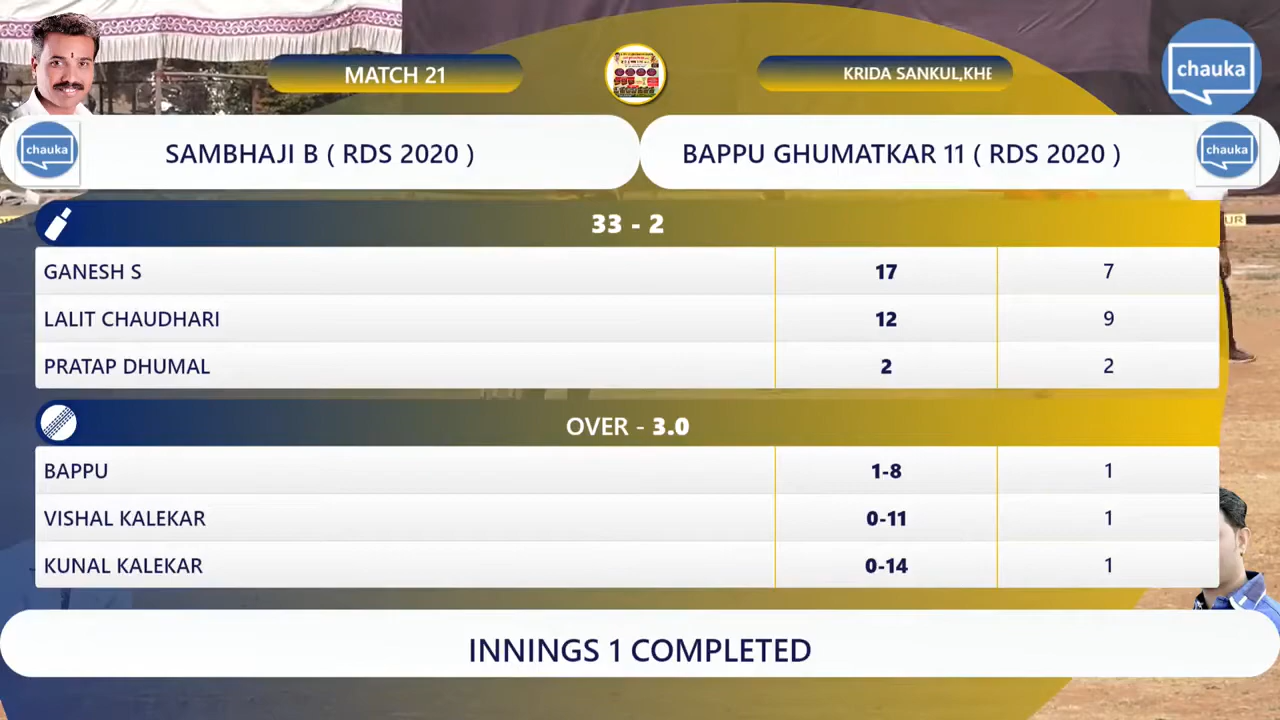 MATCH 21
KRIDA SANKUL,KHE
chauka
chauka
SAMBHAJI B ( RDS 2020 )
BAPPU GHUMATKAR 11 ( RDS 2020 )
chauka
33 - 2
UR
GANESH S 17 7
LALIT CHAUDHARI 12 9
PRATAP DHUMAL 2 2
OVER - 3.0
BAPPU 1-8 1
VISHAL KALEKAR 0-11 1
KUNAL KALEKAR 0-14 1
INNINGS 1 COMPLETED